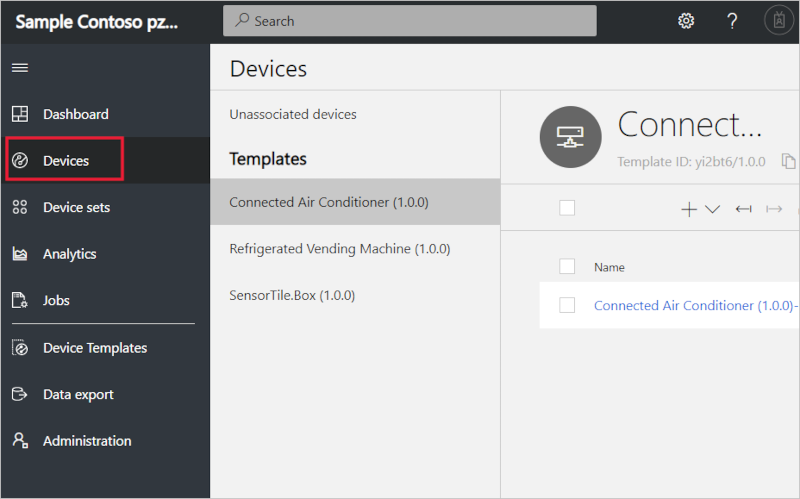 Sample Contoso pz...
Search
?
Dashboard
Devices
Device sets
Analytics
Jobs
Device Templates
Data export
Administration
Devices
Unassociated devices
Templates
Connected Air Conditioner (1.0.0)
Refrigerated Vending Machine (1.0.0)
SensorTile.Box (1.0.0)
Connect...
Template ID: yi2bt6/1.0.0
Name
Connected Air Conditioner (1.0.0)-